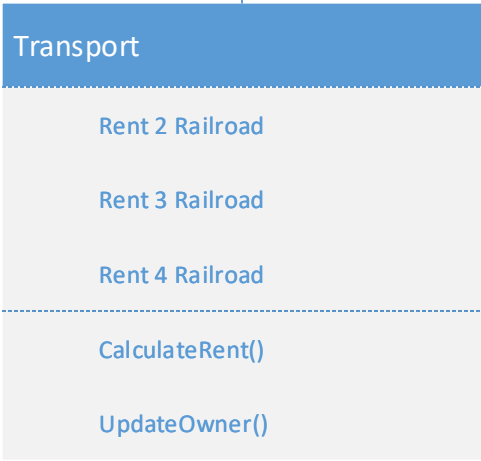 Transport
Rent 2 Railroad
Rent 3 Railroad
Rent 4 Railroad
CalculateRent()
UpdateOwner()